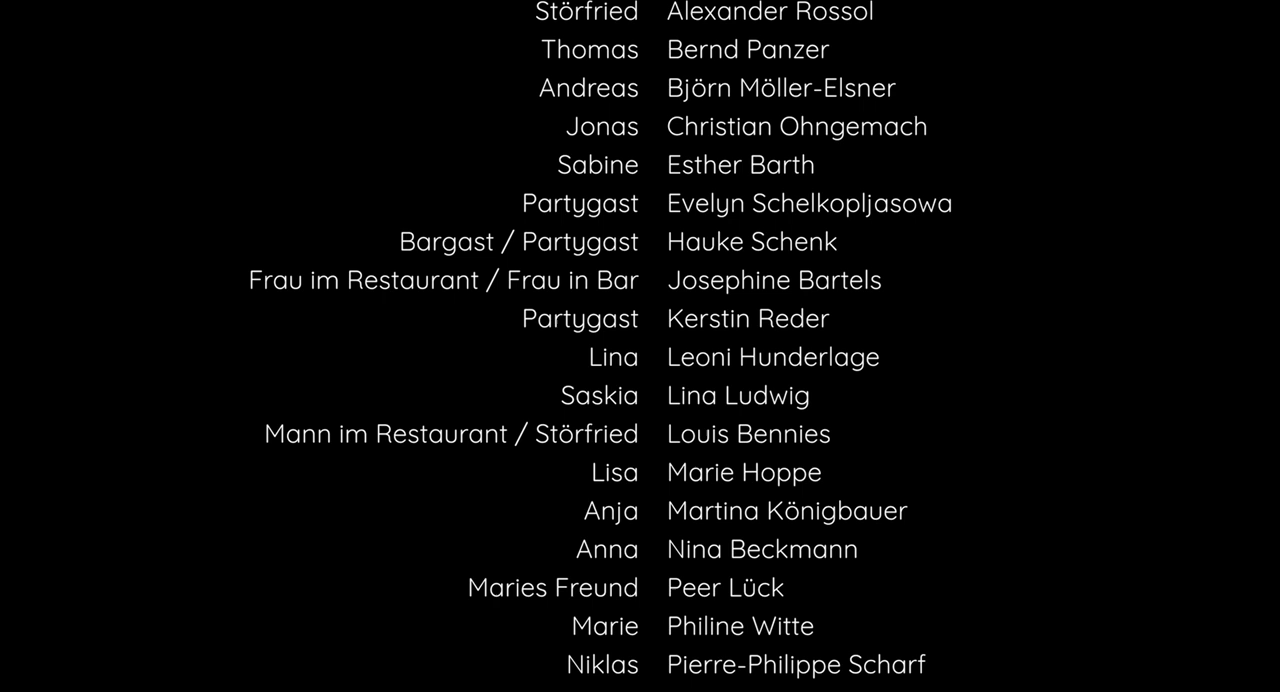 Störfried Alexander Rossol
Thomas Bernd Panzer
Andreas Björn Möller-Elsner
Jonas Christian Ohngemach
Sabine Esther Barth
Partygast Evelyn Schelkopljasowa
Bargast / Partygast Hauke Schenk
Frau im Restaurant / Frau in Bar Josephine Bartels
Partygast Kerstin Reder
Lina Leoni Hunderlage
Saskia Lina Ludwig
Mann im Restaurant / Störfried Louis Bennies
Lisa Marie Hoppe
Anja Martina Königbauer
Anna Nina Beckmann
Maries Freund Peer Lück
Marie Philine Witte
Niklas Pierre-Philippe Scharf